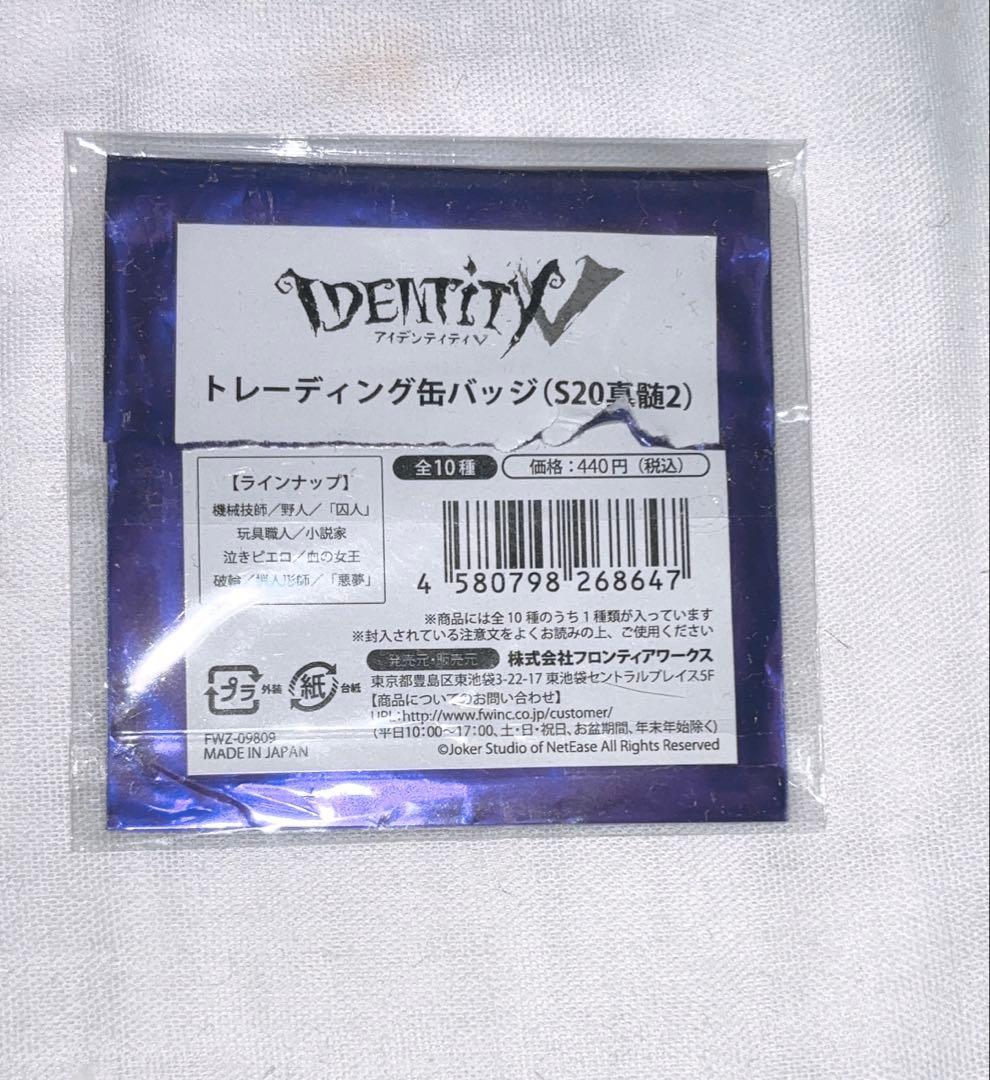 IDENTITY V
アイデンティティV
トレーディング缶バッジ(S20真髄2)
【ラインナップ】
機械技師／野人／「囚人」
玩具職人／小説家
泣きピエロ／血の女王
破輪／蝋人形師／「悪夢」
全10種
価格：440円（税込）
4 580798 268647
※商品には全10種のうち1種類が入っています
※封入されている注意文をよくお読みの上、ご使用ください
発売元・販売元 株式会社フロンティアワークス
東京都豊島区東池袋3-22-17 東池袋セントラルプレイス5F
【商品についてのお問い合わせ】
URL:http://www.fwinc.co.jp/customer/
(平日10：00〜17：00、土・日・祝日、お盆期間、年末年始除く)
©Joker Studio of NetEase All Rights Reserved
プラ 外装 紙 台紙
FWZ-09809
MADE IN JAPAN